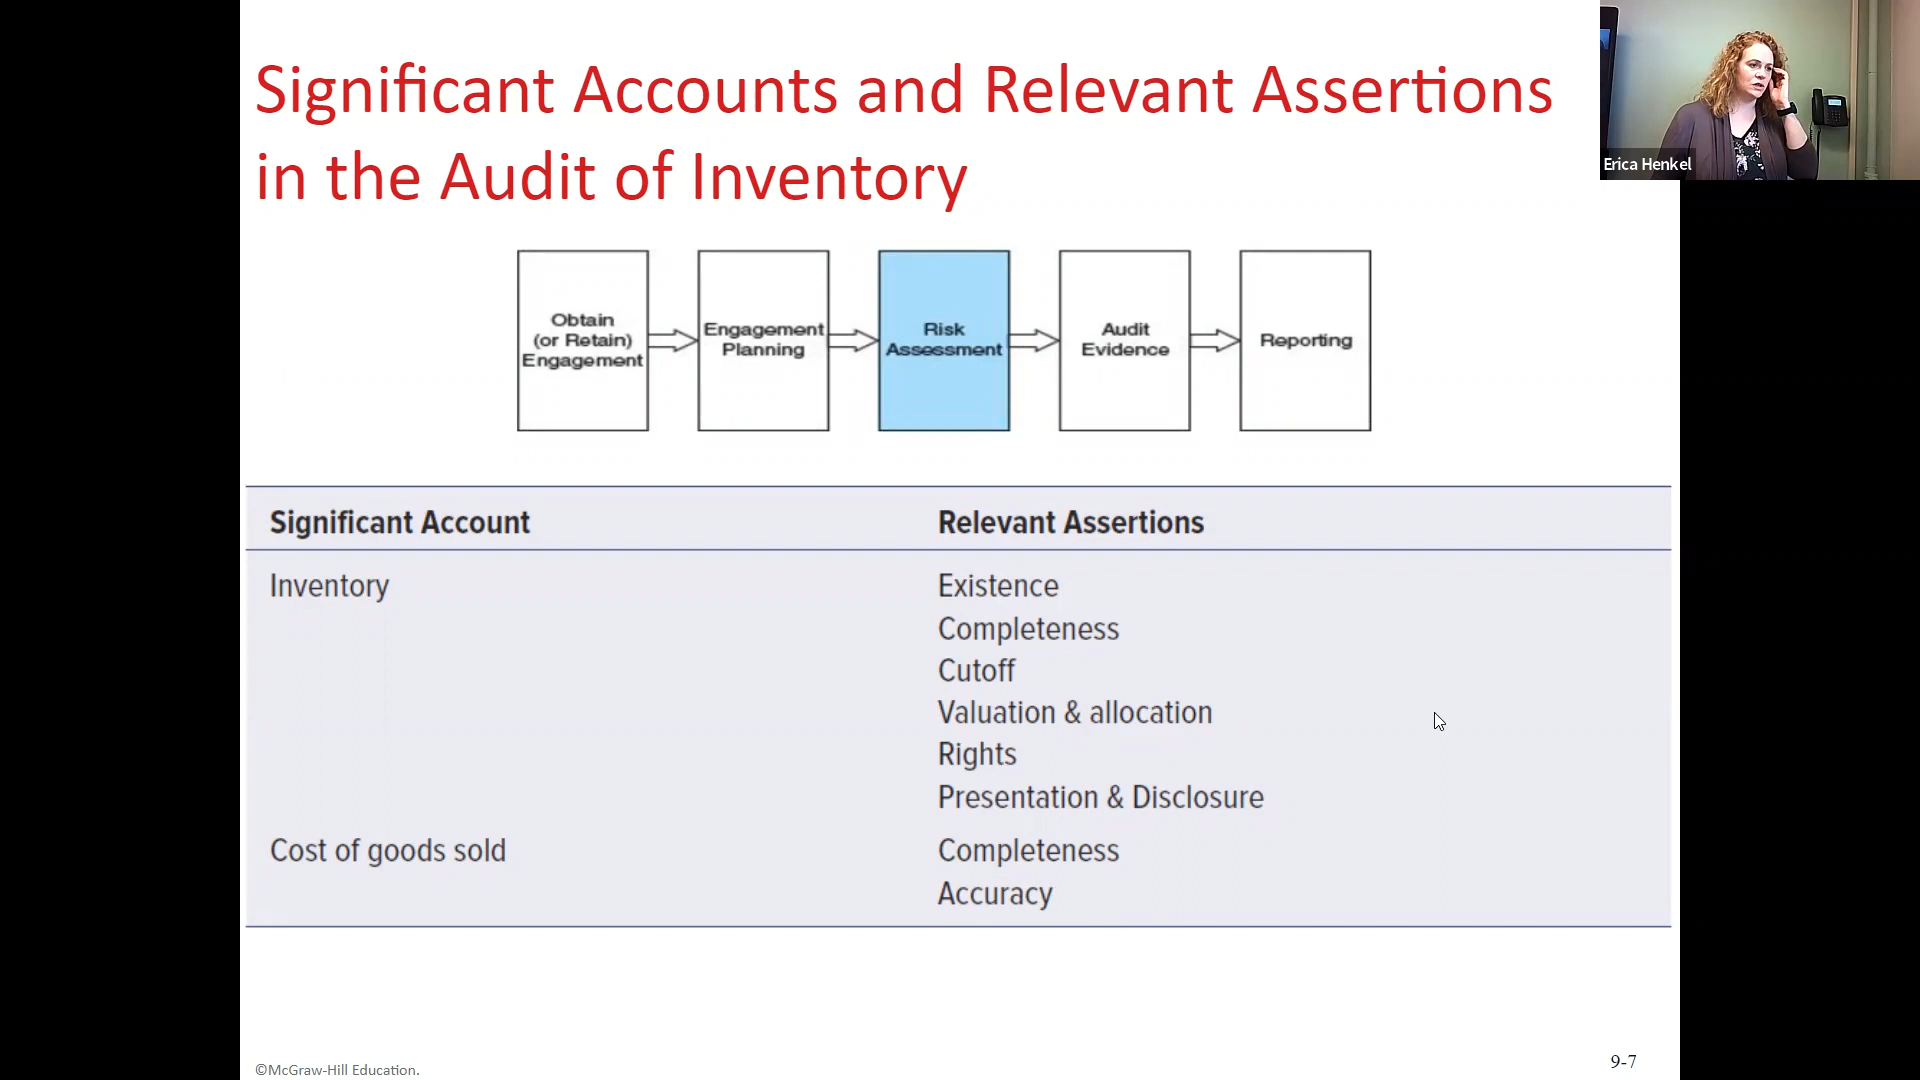 Significant Accounts and Relevant Assertions
in the Audit of Inventory
Erica Henkel
Obtain
(or Retain)
Engagement
Engagement
Planning
Risk
Assessment
Audit
Evidence
Reporting
Significant Account
Relevant Assertions
Inventory
Existence
Completeness
Cutoff
Valuation & allocation
Rights
Presentation & Disclosure
Cost of goods sold
Completeness
Accuracy
©McGraw-Hill Education.
9-7